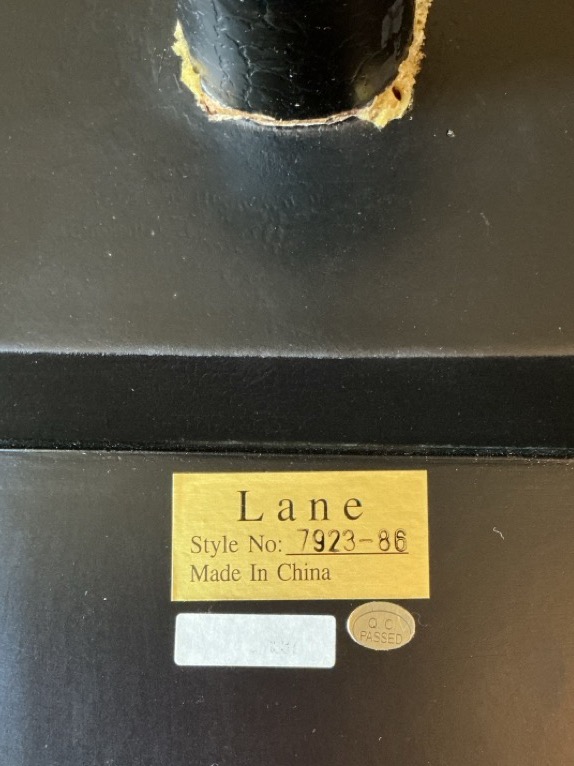 Lane
Style No: 7923-86
Made In China
Q C
PASSED